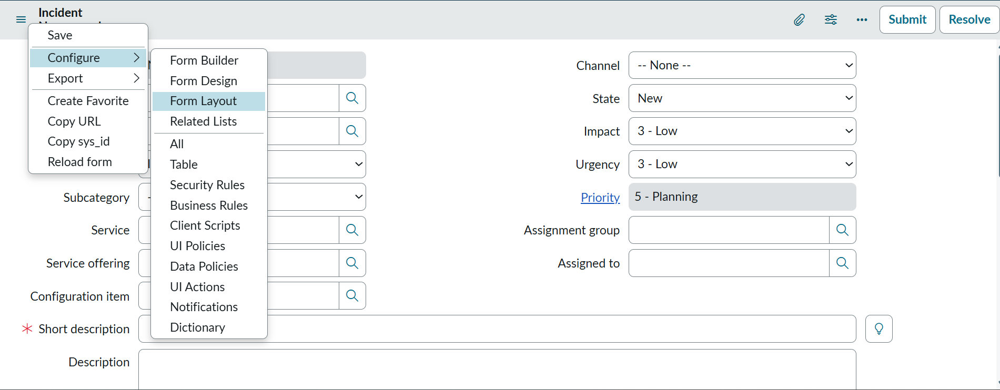 Incident
Submit
Resolve
Save
Configure
Export
Create Favorite
Copy URL
Copy sys_id
Reload form
Form Builder
Form Design
Form Layout
Related Lists
All
Table
Security Rules
Business Rules
Client Scripts
UI Policies
Data Policies
UI Actions
Notifications
Dictionary
Subcategory
Service
Service offering
Configuration item
* Short description
Description
Channel -- None --
State New
Impact 3 - Low
Urgency 3 - Low
Priority 5 - Planning
Assignment group
Assigned to